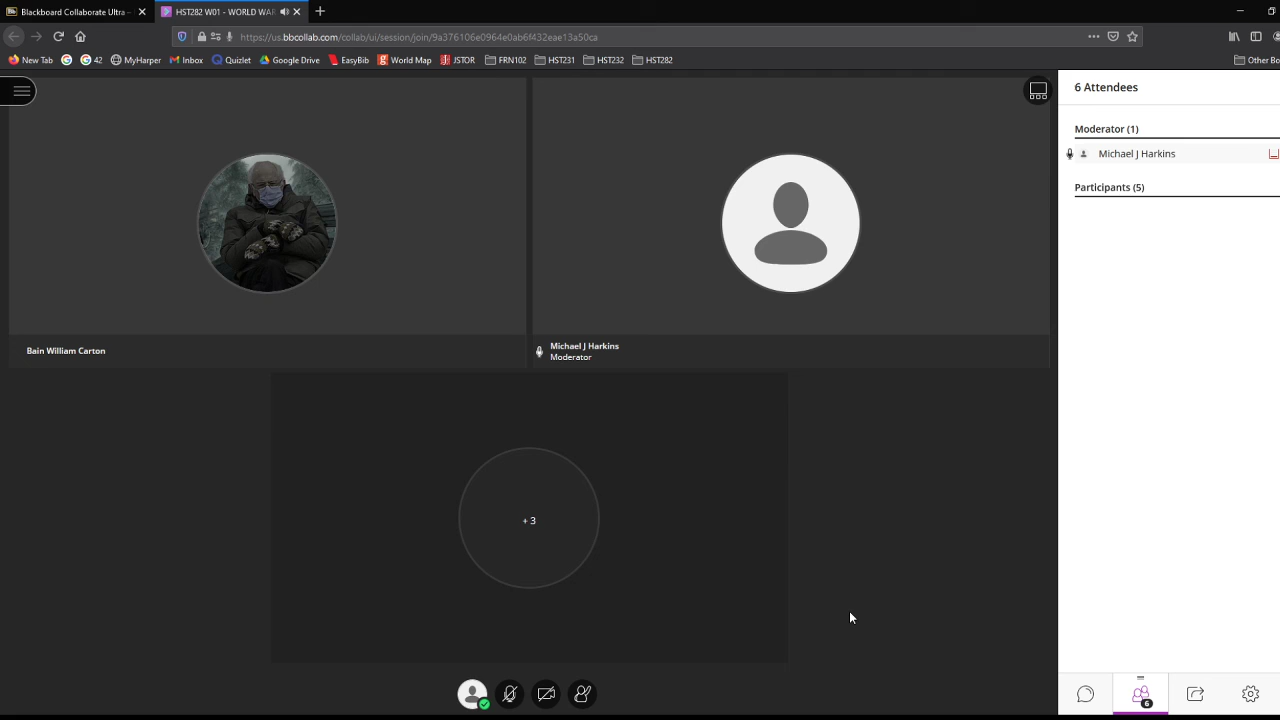 Blackboard Collaborate Ultra –
HST282 W01 - WORLD WAR
https://us.bbcollab.com/collab/ui/session/join/9a376106e0964e0ab6f432eae13a50ca
New Tab
42
MyHarper
Inbox
Quizlet
Google Drive
EasyBib
World Map
JSTOR
FRN102
HST231
HST232
HST282
Other Bo
6 Attendees
Moderator (1)
Michael J Harkins
Participants (5)
Bain William Carton
Michael J Harkins
Moderator
+ 3
6